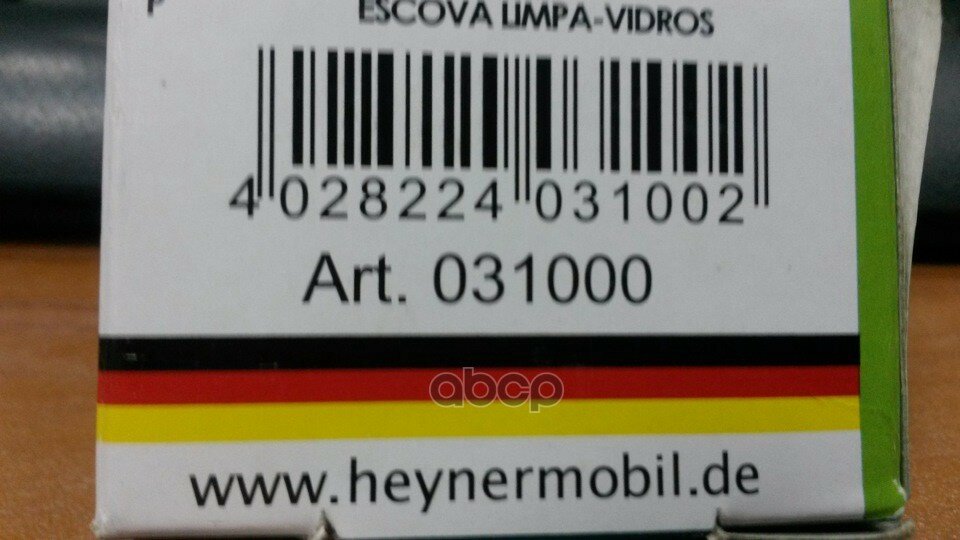 P
ESCOVA LIMPA-VIDROS
4 028224 031002
Art. 031000
abcp
www.heynermobil.de